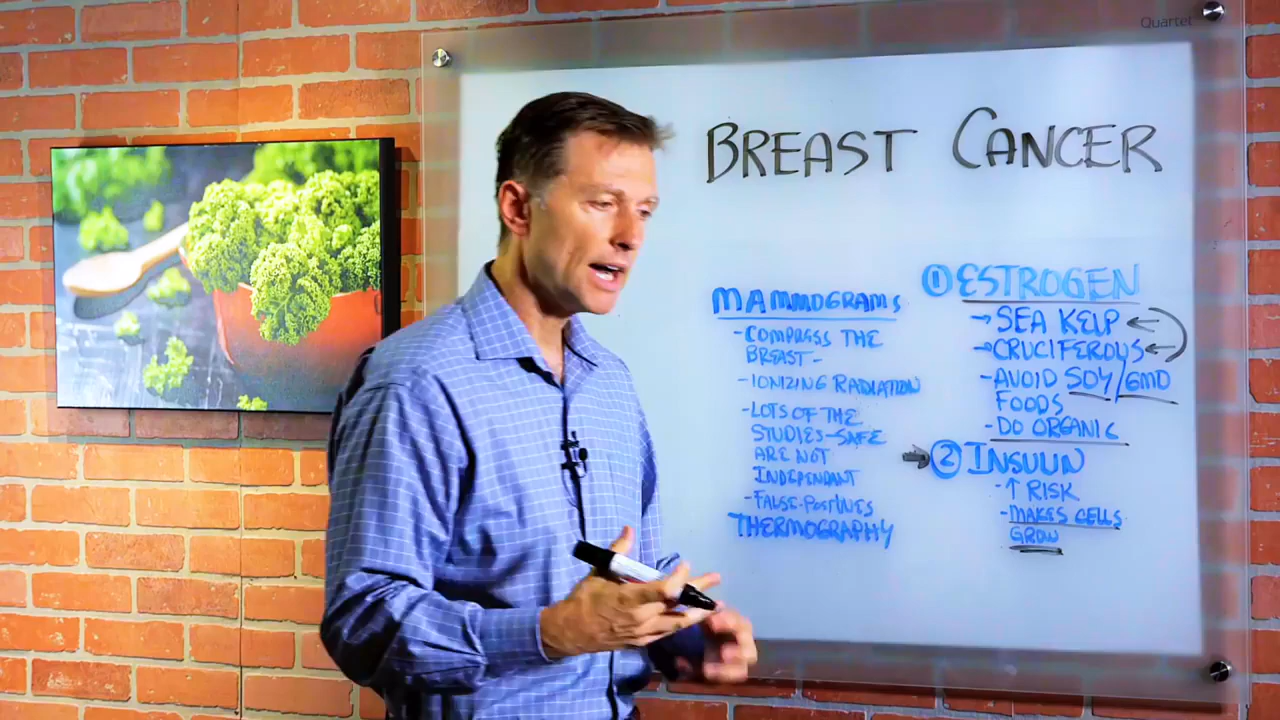 Quartet
BREAST CANCER
MAMMOGRAMS
-COMPRESS THE
BREAST-
-IONIZING RADIATION
-LOTS OF THE
STUDIES-SAFE
ARE NOT
INDEPENDANT
-FALSE-POSTIVES
THERMOGRAPHY
① ESTROGEN
→SEA KELP
→CRUCIFEROUS
-AVOID SOY/GMO
FOODS
-DO ORGANIC
② INSULIN
-↑ RISK
-MAKES CELLS
GROW